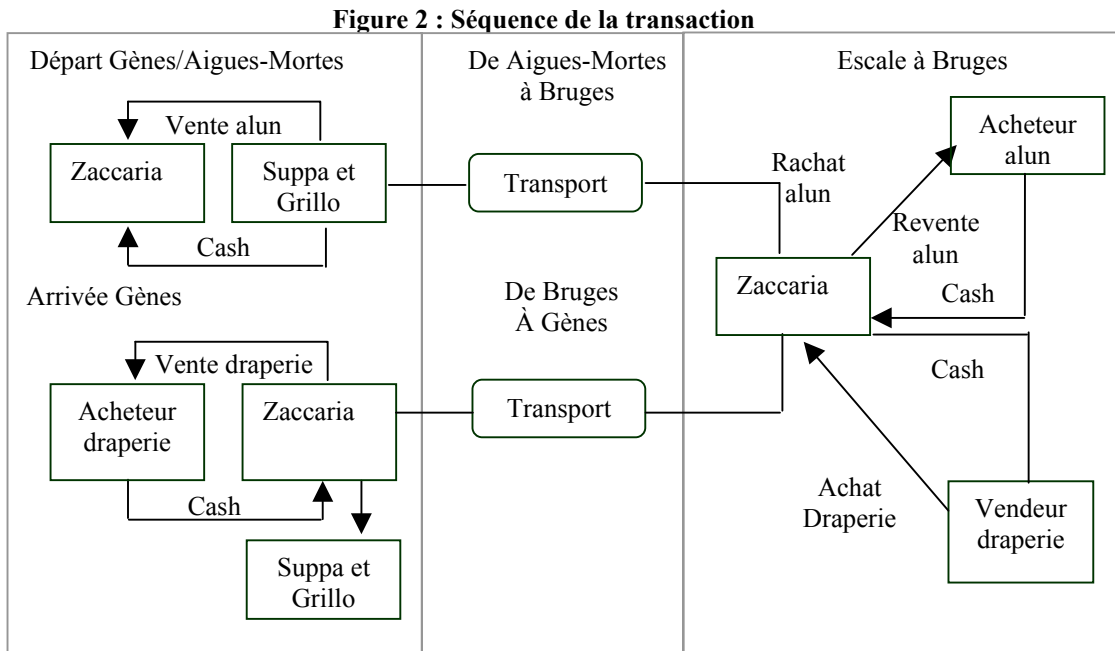 Figure 2 : Séquence de la transaction
Départ Gènes/Aigues-Mortes
Vente alun
Zaccaria
Suppa et
Grillo
Cash
Arrivée Gènes
Vente draperie
Acheteur
draperie
Zaccaria
Cash
Suppa et
Grillo
De Aigues-Mortes
à Bruges
Transport
De Bruges
À Gènes
Transport
Escale à Bruges
Acheteur
alun
Rachat
alun
Revente
alun
Zaccaria
Cash
Cash
Achat
Draperie
Vendeur
draperie